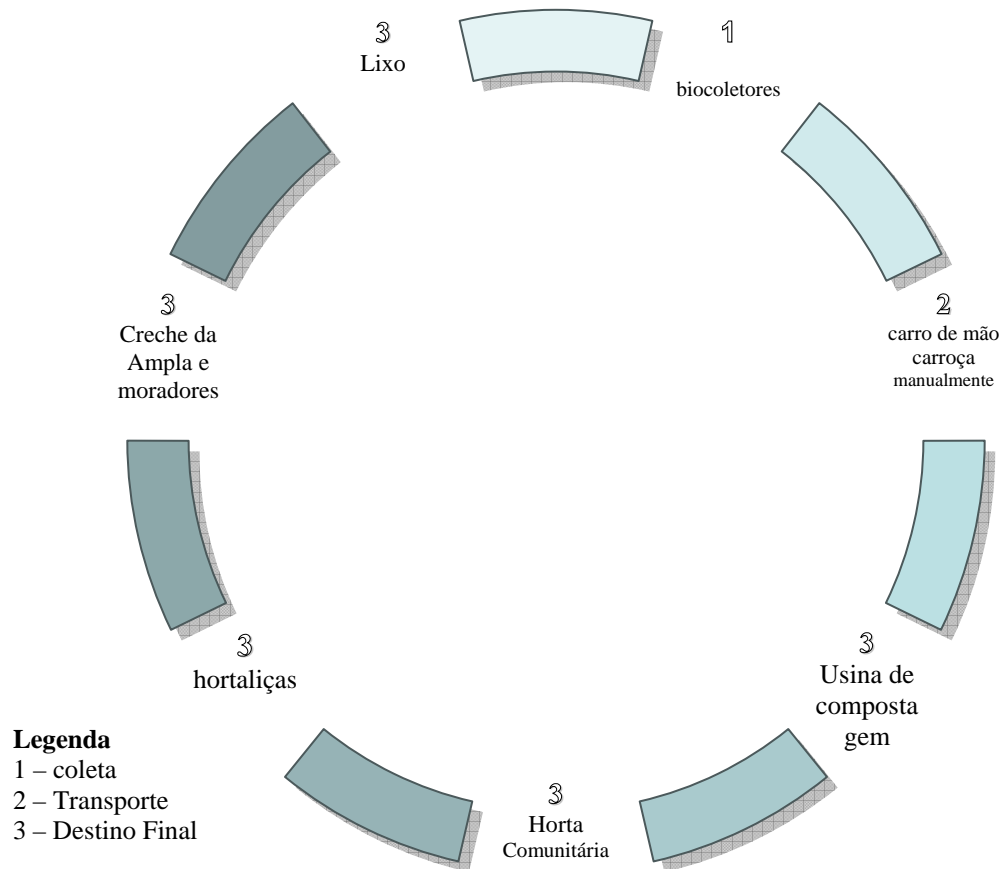 3
Lixo
1
biocoletores
2
carro de mão
carroça
manualmente
3
Usina de
composta
gem
3
Horta
Comunitária
3
hortaliças
3
Creche da
Ampla e
moradores
Legenda
1 – coleta
2 – Transporte
3 – Destino Final